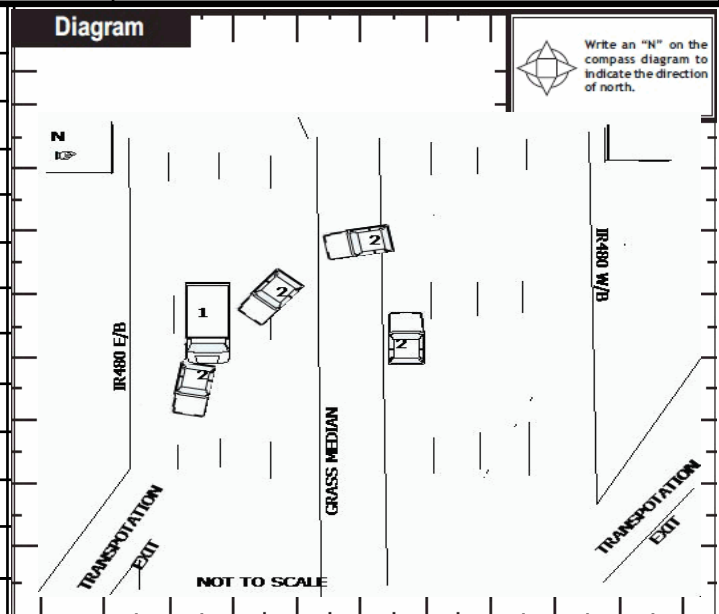 Diagram
Write an “N” on the
compass diagram to
indicate the direction
of north.
N
IR480 W/B
2
2
1
2
2
IR480 E/B
GRASS MEDIAN
TRANSPOTATION
EXIT
TRANSPOTATION
EXIT
NOT TO SCALE